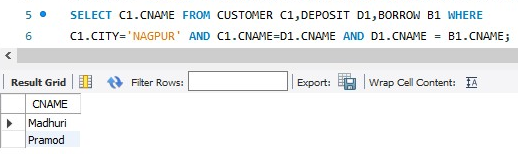 5 SELECT C1.CNAME FROM CUSTOMER C1,DEPOSIT D1,BORROW B1 WHERE
6 C1.CITY='NAGPUR' AND C1.CNAME=D1.CNAME AND D1.CNAME = B1.CNAME;
Result Grid Filter Rows: Export: Wrap Cell Content: IA
CNAME
Madhuri
Pramod